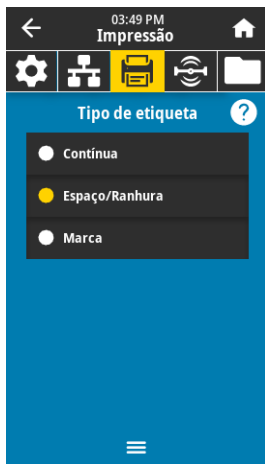 03:49 PM
Impressão
Tipo de etiqueta
?
Contínua
Espaço/Ranhura
Marca